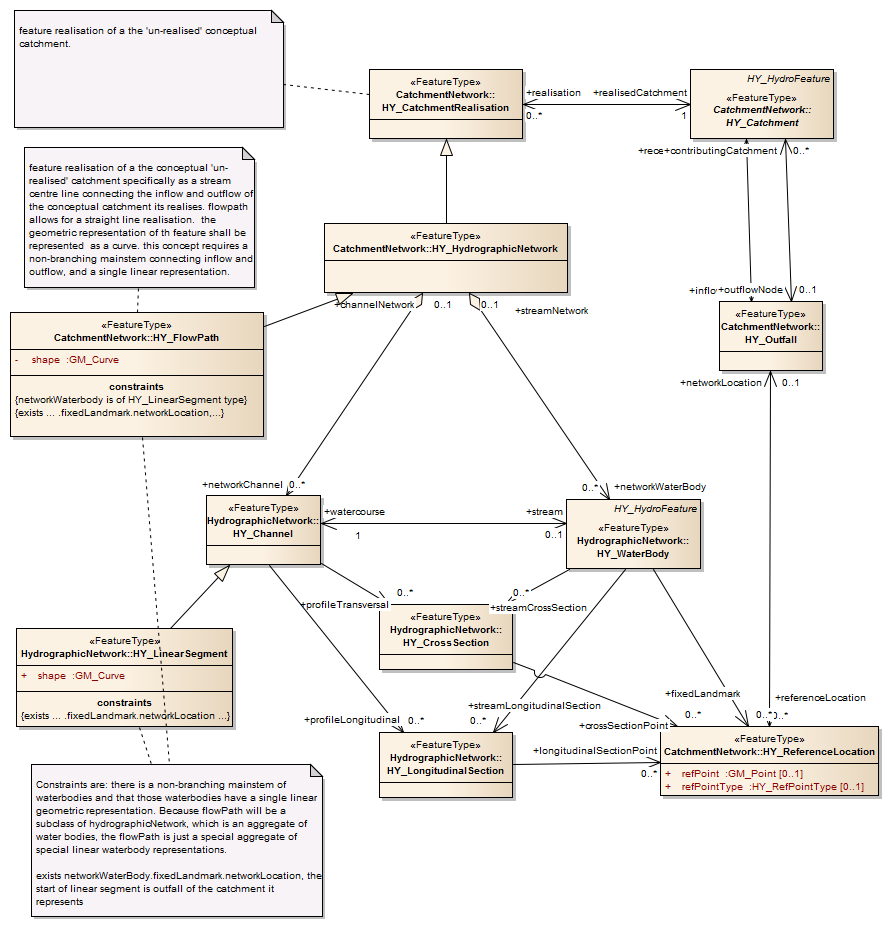 feature realisation of a the 'un-realised' conceptual
catchment.
«FeatureType»
CatchmentNetwork::
HY_CatchmentRealisation
+realisation
0..*
+realisedCatchment
1
HY_HydroFeature
«FeatureType»
CatchmentNetwork::
HY_Catchment
feature realisation of a the conceptual 'un-
realised' catchment specifically as a stream
centre line connecting the inflow and outflow of
the conceptual catchment its realises. flowpath
allows for a straight line realisation.  the
geometric representation of th feature shall be
represented  as a curve. this concept requires a
non-branching mainstem connecting inflow and
outflow, and a single linear representation.
+rece+contributingCatchment
0..*
«FeatureType»
CatchmentNetwork::HY_HydrographicNetwork
+channelNetwork
0..1
0..1
+streamNetwork
+inflo+outflowNode
0..1
«FeatureType»
CatchmentNetwork::
HY_Outfall
+networkLocation
0..1
«FeatureType»
CatchmentNetwork::HY_FlowPath
- shape :GM_Curve
constraints
{networkWaterbody is of HY_LinearSegment type}
{exists ... .fixedLandmark.networkLocation,...}
+networkChannel
0..*
0..*
+networkWaterBody
«FeatureType»
HydrographicNetwork::
HY_Channel
+watercourse
1
+stream
0..1
HY_HydroFeature
«FeatureType»
HydrographicNetwork::
HY_WaterBody
+profileTransversal
0..*
0..*
+streamCrossSection
«FeatureType»
HydrographicNetwork::
HY_CrossSection
«FeatureType»
HydrographicNetwork::HY_LinearSegment
+ shape :GM_Curve
constraints
{exists ... .fixedLandmark.networkLocation ...}
+profileLongitudinal
0..*
+streamLongitudinalSection
0..*
+fixedLandmark
0..*
+referenceLocation
0..*
0..*
+crossSectionPoint
+longitudinalSectionPoint
0..*
«FeatureType»
HydrographicNetwork::
HY_LongitudinalSection
«FeatureType»
CatchmentNetwork::HY_ReferenceLocation
+ refPoint :GM_Point [0..1]
+ refPointType :HY_RefPointType [0..1]
Constraints are: there is a non-branching mainstem of
waterbodies and that those waterbodies have a single linear
geometric representation. Because flowPath will be a
subclass of hydrographicNetwork, which is an aggregate of
water bodies, the flowPath is just a special aggregate of
special linear waterbody representations.
exists networkWaterBody.fixedLandmark.networkLocation, the
start of linear segment is outfall of the catchment it
represents